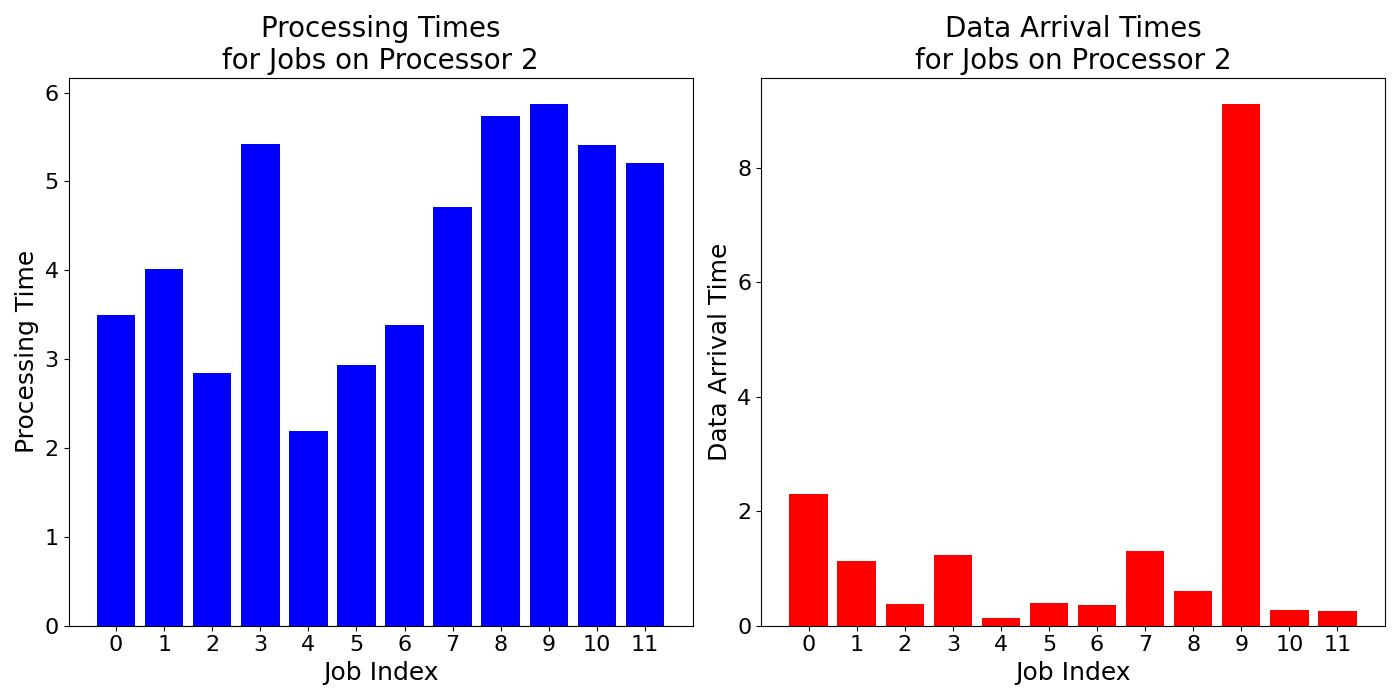 Processing Times
for Jobs on Processor 2
Processing Time
6
5
4
3
2
1
0
0 1 2 3 4 5 6 7 8 9 10 11
Job Index
Data Arrival Times
for Jobs on Processor 2
Data Arrival Time
8
6
4
2
0
0 1 2 3 4 5 6 7 8 9 10 11
Job Index